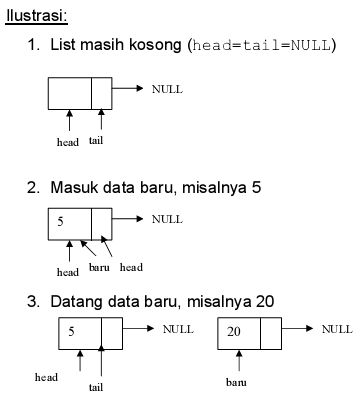 Ilustrasi:
1. List masih kosong (head=tail=NULL)
NULL
head tail
2. Masuk data baru, misalnya 5
5 NULL
head baru head
3. Datang data baru, misalnya 20
5 NULL 20 NULL
head tail baru